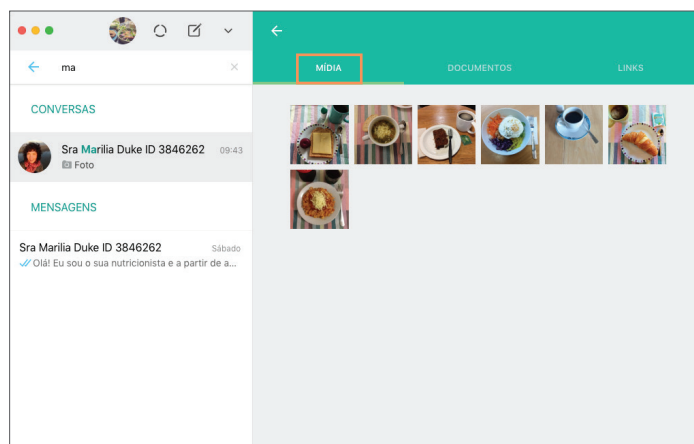 ma
CONVERSAS
Sra Marilia Duke ID 3846262 09:43
Foto
MENSAGENS
Sra Marilia Duke ID 3846262 Sábado
Olá! Eu sou o sua nutricionista e a partir de a...
MÍDIA DOCUMENTOS LINKS